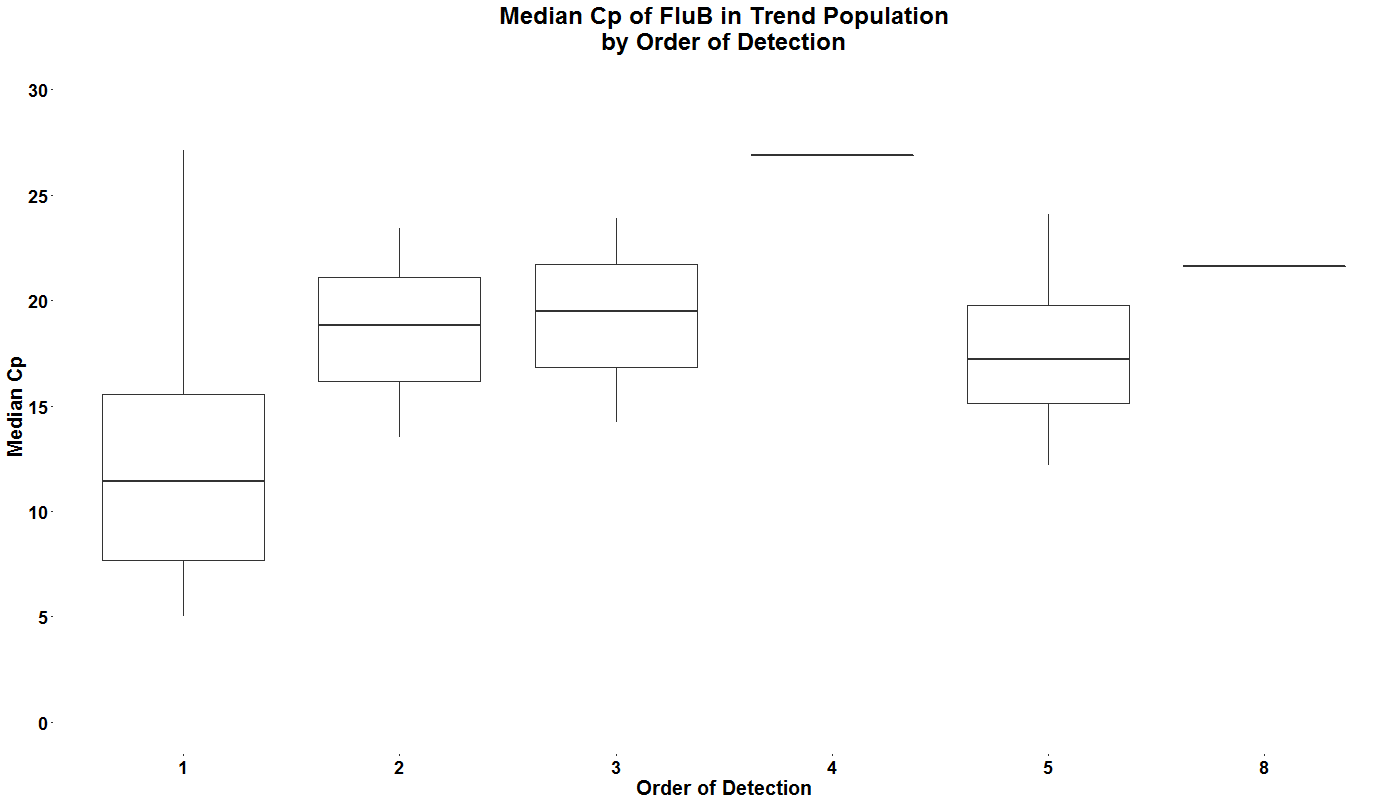 Median Cp of FluB in Trend Population
by Order of Detection
Median Cp
30
25
20
15
10
5
0
1 2 3 4 5 8
Order of Detection